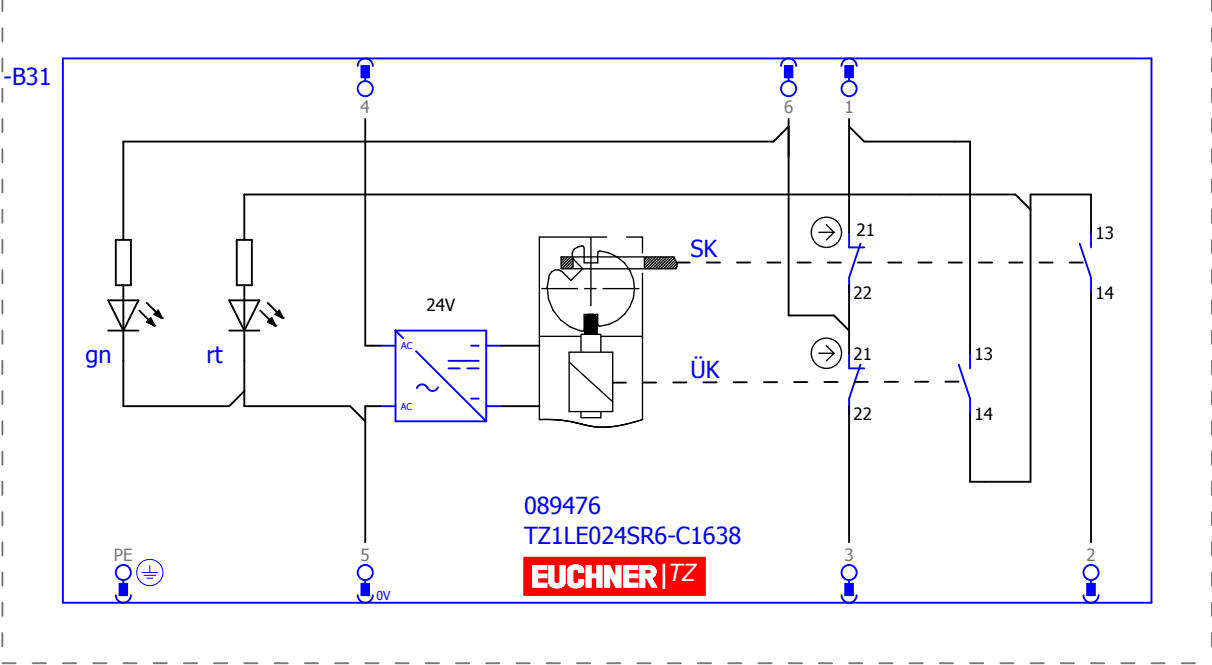 -B31
4
6
1
SK
21
13
22
14
24V
gn
rt
AC
AC
ÜK
21
13
22
14
089476
TZ1LE024SR6-C1638
EUCHNER|TZ
PE
5
0V
3
2